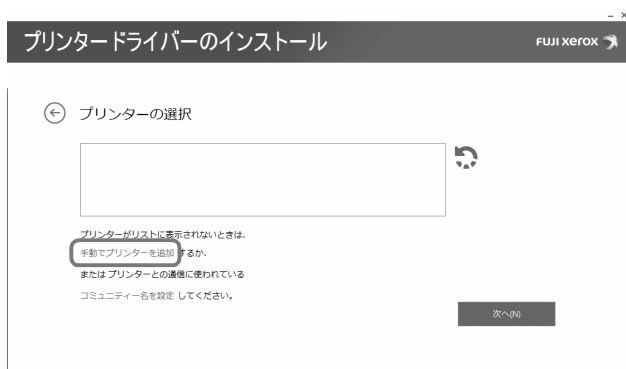 プリンタードライバーのインストール
FUJI xerox
プリンターの選択
プリンターがリストに表示されないときは、
手動でプリンターを追加 するか、
または プリンターとの通信に使われている
コミュニティー名を設定 してください。
次へ(N)